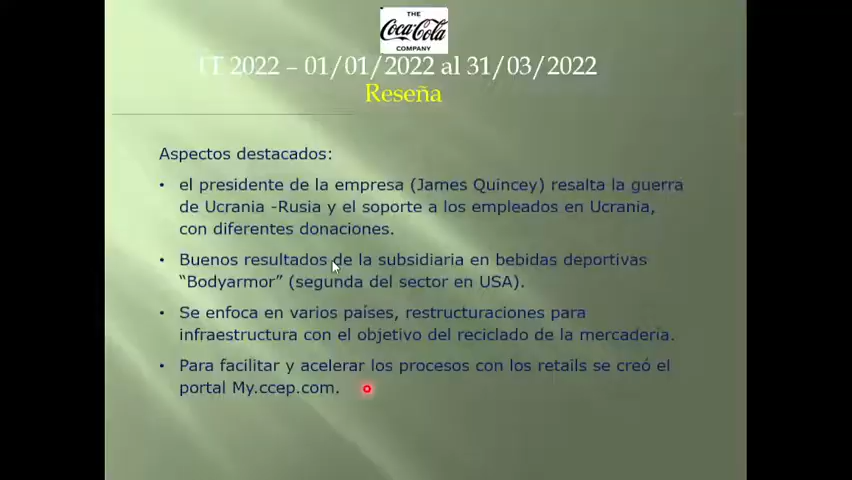 THE
Coca-Cola
COMPANY
1T 2022 – 01/01/2022 al 31/03/2022
Reseña
Aspectos destacados:
• el presidente de la empresa (James Quincey) resalta la guerra
de Ucrania -Rusia y el soporte a los empleados en Ucrania,
con diferentes donaciones.
• Buenos resultados de la subsidiaria en bebidas deportivas
“Bodyarmor” (segunda del sector en USA).
• Se enfoca en varios países, restructuraciones para
infraestructura con el objetivo del reciclado de la mercadería.
• Para facilitar y acelerar los procesos con los retails se creó el
portal My.ccep.com.